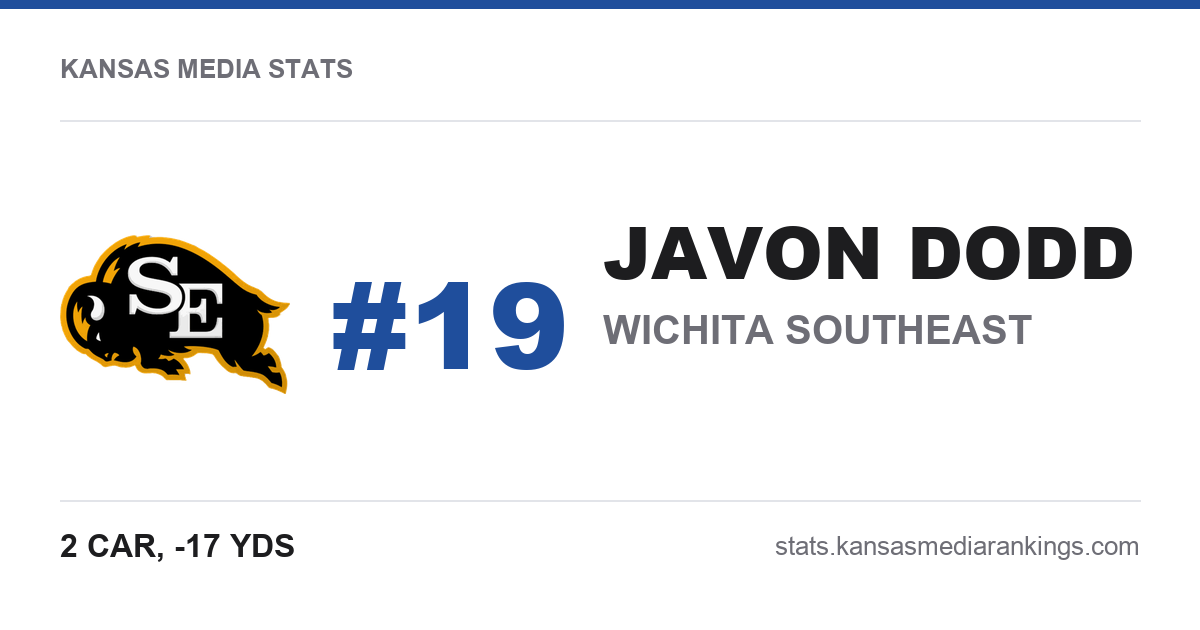 KANSAS MEDIA STATS
SE
#19
JAVON DODD
WICHITA SOUTHEAST
2 CAR, -17 YDS
stats.kansasmediarankings.com